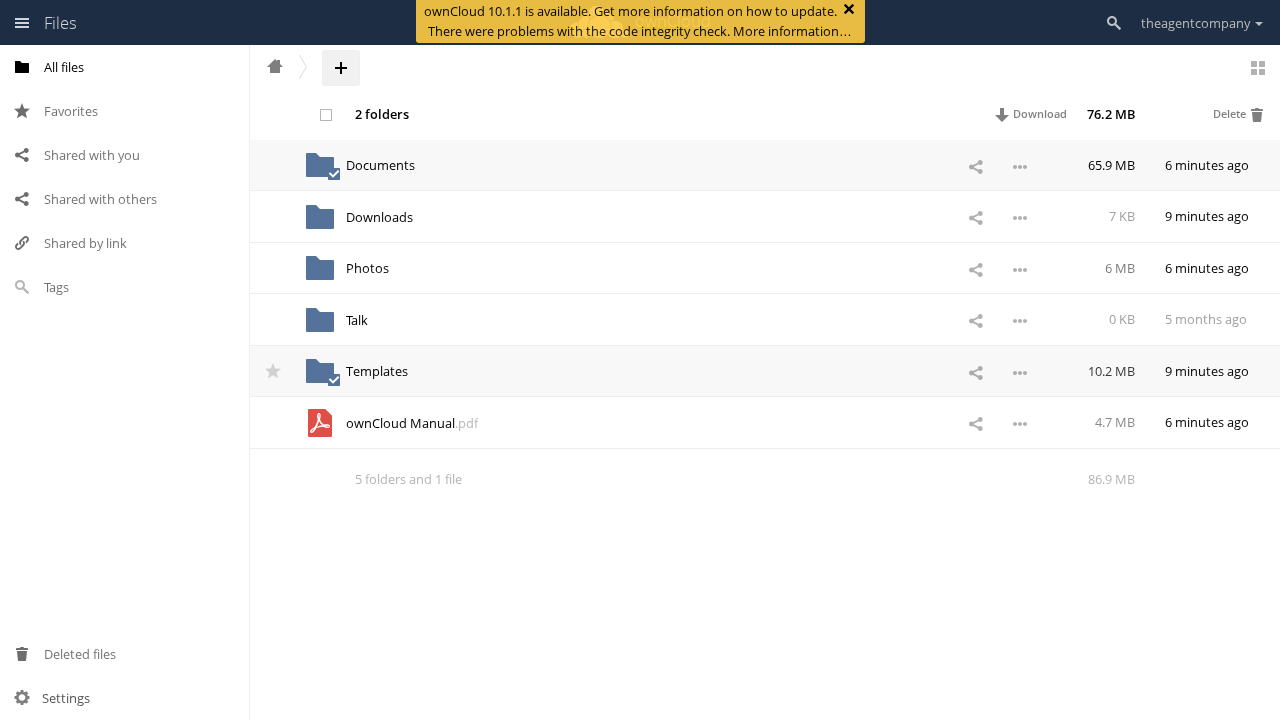 Files
ownCloud 10.1.1 is available. Get more information on how to update.
There were problems with the code integrity check. More information…
theagentcompany
All files
Favorites
Shared with you
Shared with others
Shared by link
Tags
Deleted files
Settings
2 folders Download 76.2 MB Delete
Documents 65.9 MB 6 minutes ago
Downloads 7 KB 9 minutes ago
Photos 6 MB 6 minutes ago
Talk 0 KB 5 months ago
Templates 10.2 MB 9 minutes ago
ownCloud Manual.pdf 4.7 MB 6 minutes ago
5 folders and 1 file 86.9 MB